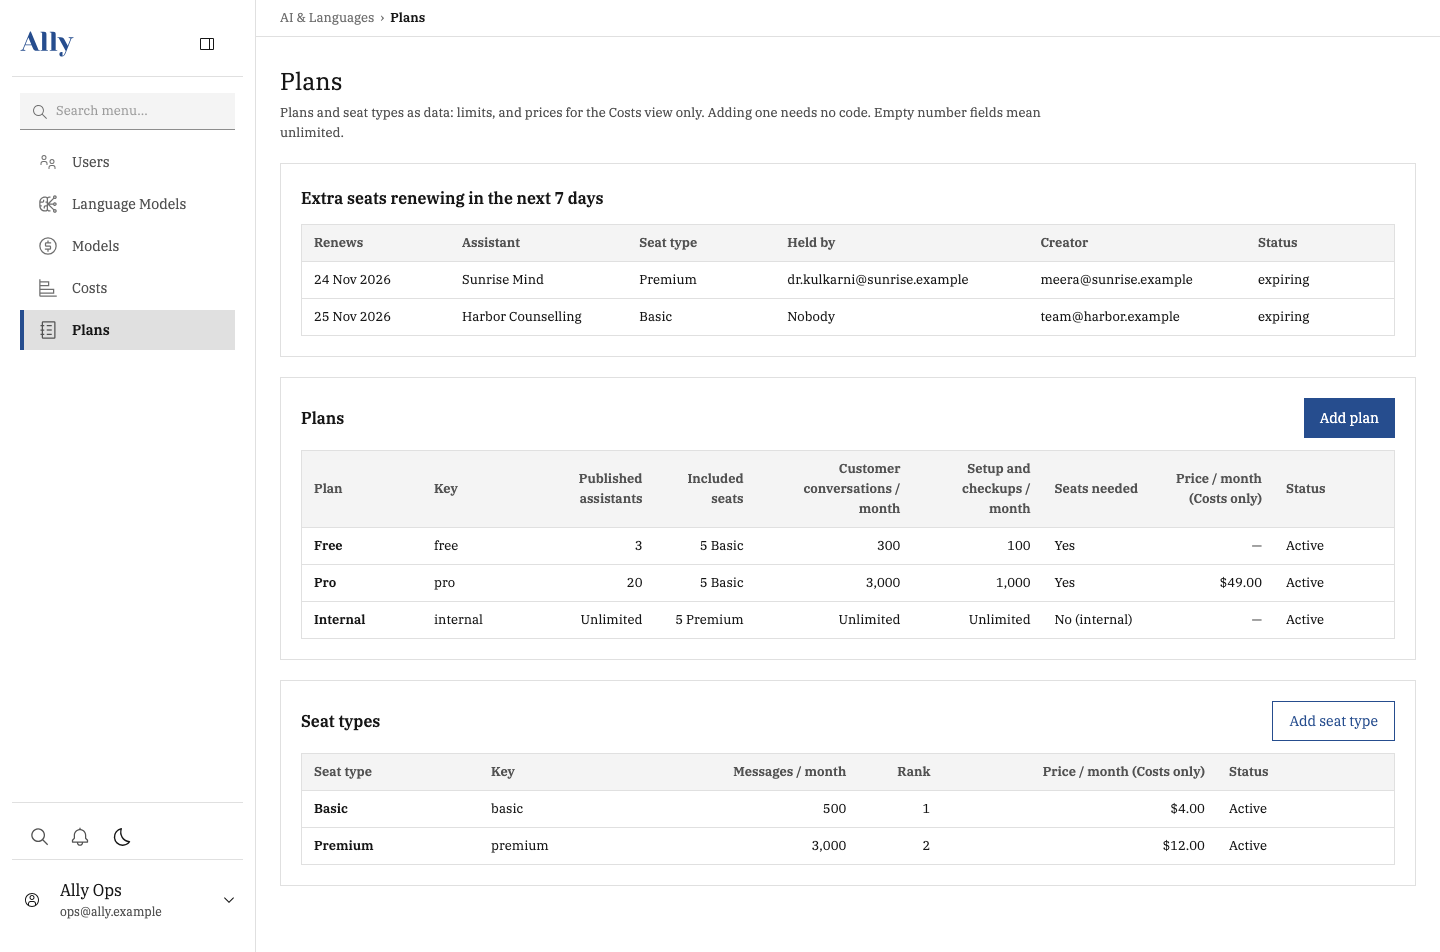 Ally
Search menu...
Users
Language Models
Models
Costs
Plans
Ally Ops
ops@ally.example
AI & Languages › Plans
Plans
Plans and seat types as data: limits, and prices for the Costs view only. Adding one needs no code. Empty number fields mean
unlimited.
Extra seats renewing in the next 7 days
Renews Assistant Seat type Held by Creator Status
24 Nov 2026 Sunrise Mind Premium dr.kulkarni@sunrise.example meera@sunrise.example expiring
25 Nov 2026 Harbor Counselling Basic Nobody team@harbor.example expiring
Plans
Add plan
Plan Key Published assistants Included seats Customer conversations / month Setup and checkups / month Seats needed Price / month (Costs only) Status
Free free 3 5 Basic 300 100 Yes — Active
Pro pro 20 5 Basic 3,000 1,000 Yes $49.00 Active
Internal internal Unlimited 5 Premium Unlimited Unlimited No (internal) — Active
Seat types
Add seat type
Seat type Key Messages / month Rank Price / month (Costs only) Status
Basic basic 500 1 $4.00 Active
Premium premium 3,000 2 $12.00 Active